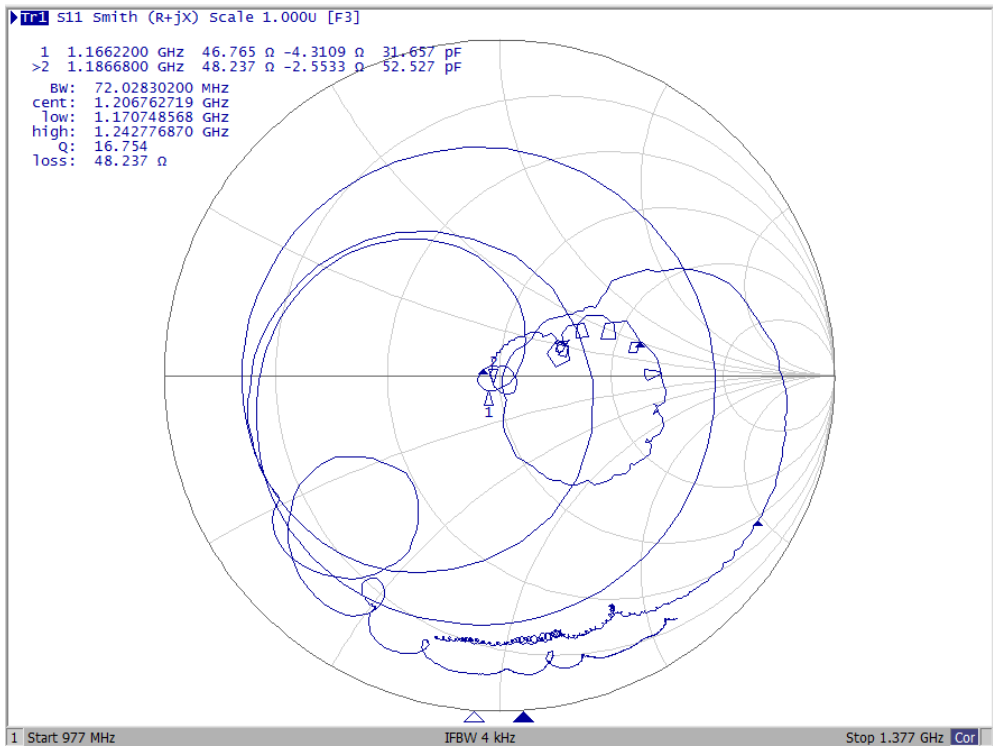 Tr1 S11 Smith (R+jX) Scale 1.000U [F3]
1 1.1662200 GHz 46.765 Ω -4.3109 Ω 31.657 pF
>2 1.1866800 GHz 48.237 Ω -2.5533 Ω 52.527 pF
BW: 72.02830200 MHz
cent: 1.206762719 GHz
low: 1.170748568 GHz
high: 1.242776870 GHz
Q: 16.754
loss: 48.237 Ω
1
1 Start 977 MHz IFBW 4 kHz Stop 1.377 GHz Cor